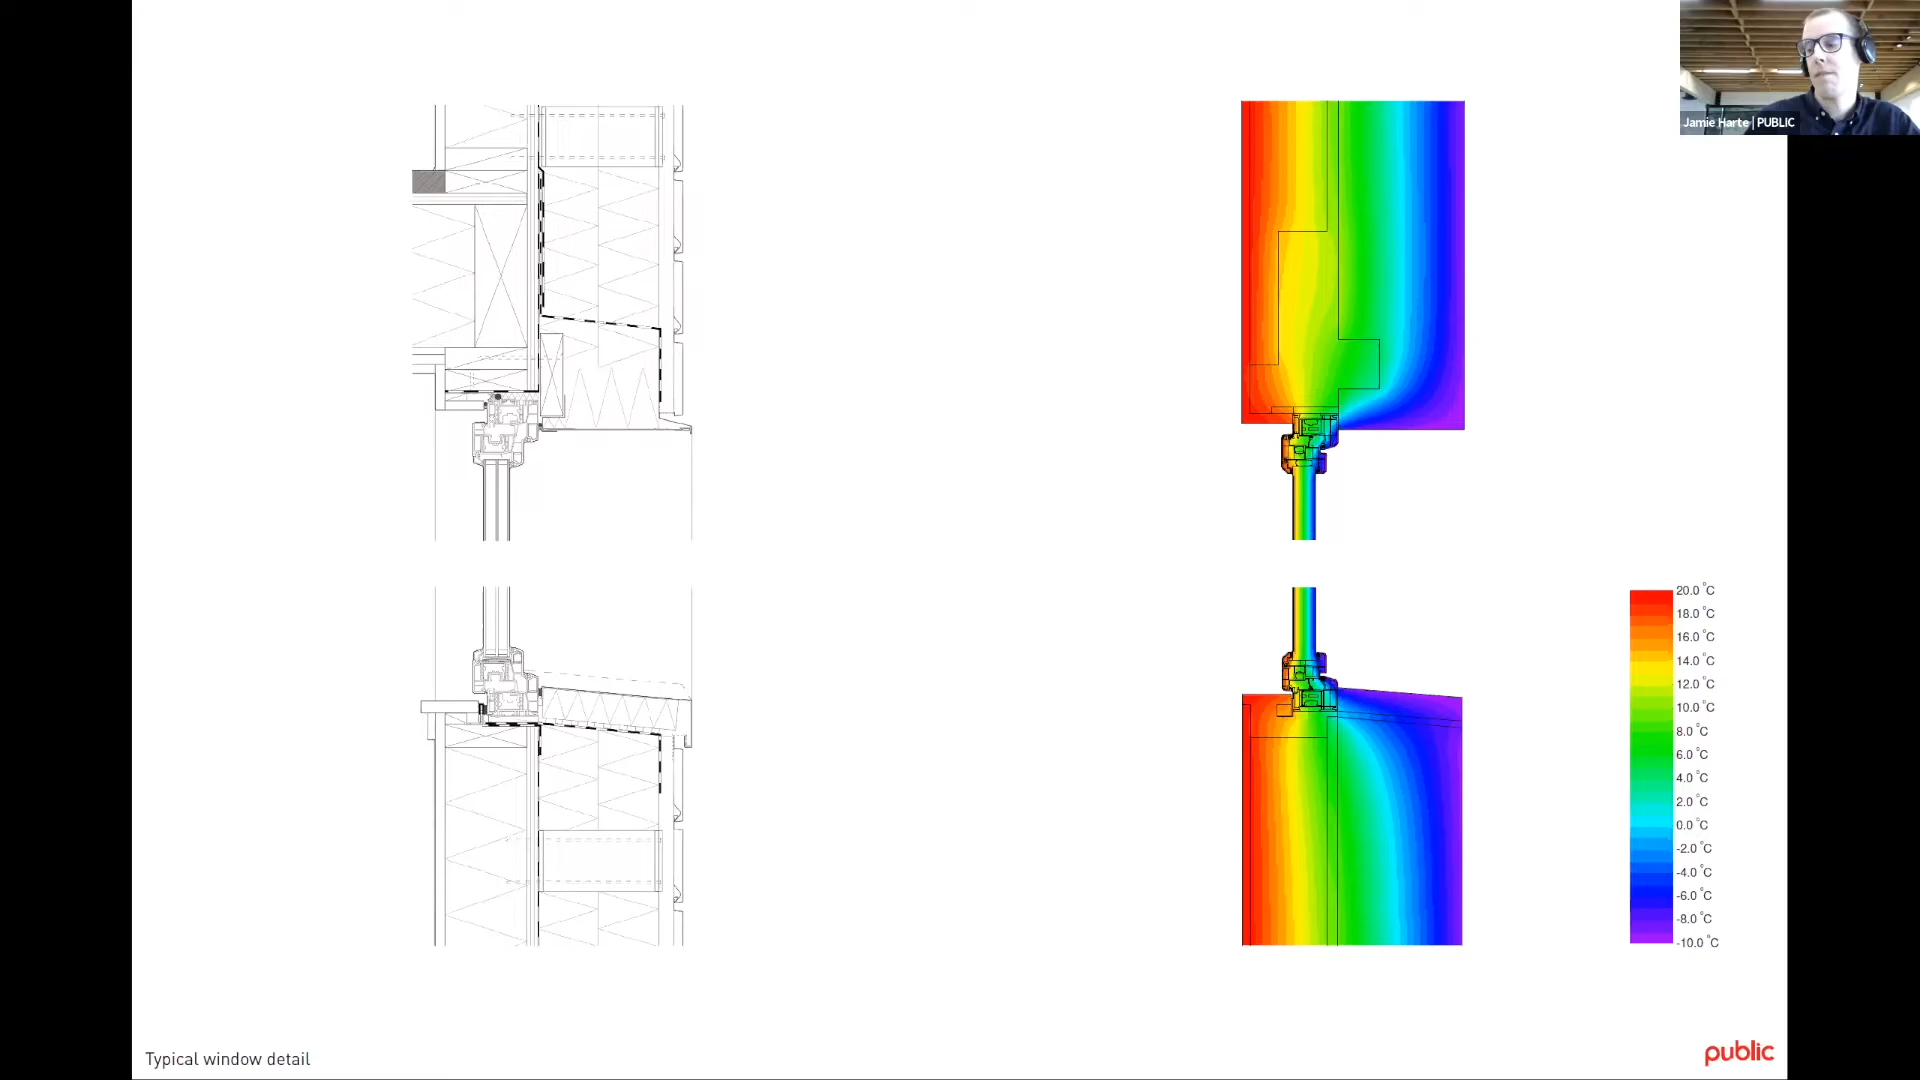 Jamie Harte | PUBLIC
20.0 °C
18.0 °C
16.0 °C
14.0 °C
12.0 °C
10.0 °C
8.0 °C
6.0 °C
4.0 °C
2.0 °C
0.0 °C
-2.0 °C
-4.0 °C
-6.0 °C
-8.0 °C
-10.0 °C
Typical window detail
public